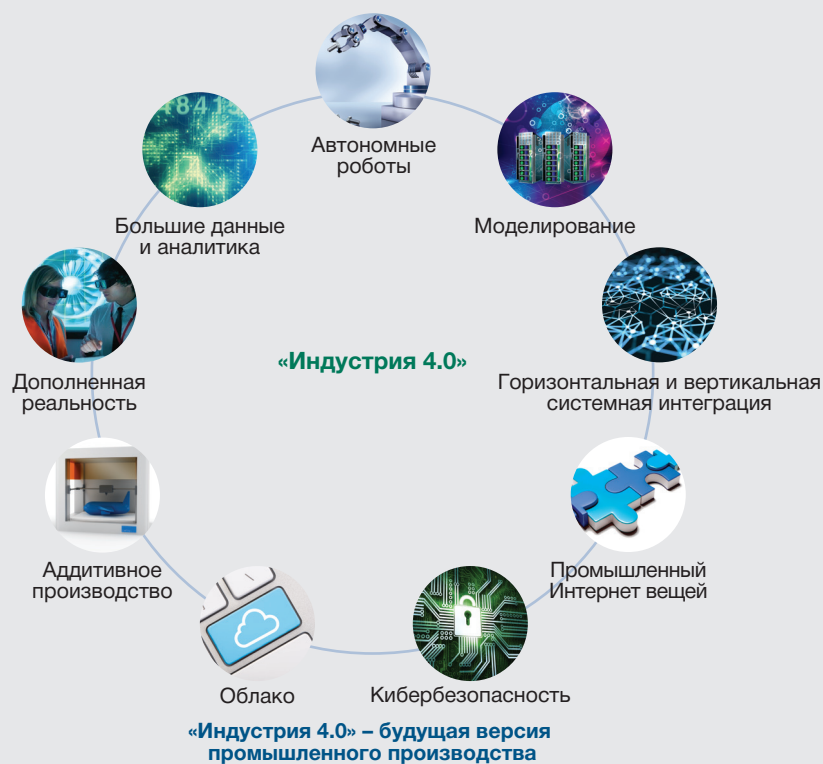 Автономные
роботы
Моделирование
Горизонтальная и вертикальная
системная интеграция
Промышленный
Интернет вещей
Кибербезопасность
Облако
Аддитивное
производство
Дополненная
реальность
Большие данные
и аналитика
48415
«Индустрия 4.0»
«Индустрия 4.0» – будущая версия
промышленного производства